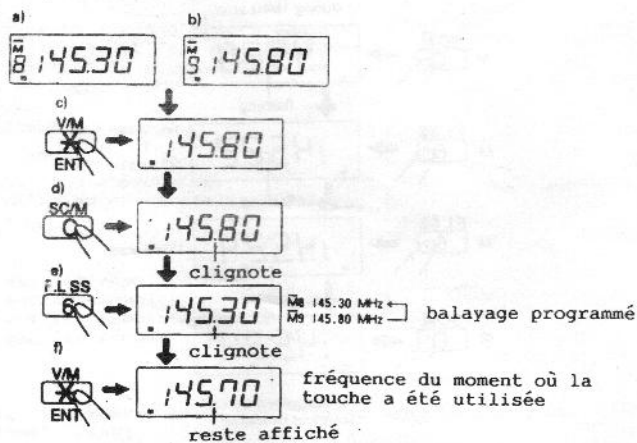 a)
b)
M
8 145.30
M
9 145.80
c)
V/M
ENT
145.80
d)
SC/M
0
145.80
clignote
e)
F.L SS
6
145.30
M8 145.30 MHz
M9 145.80 MHz
balayage programmé
clignote
f)
V/M
ENT
145.70
fréquence du moment où la
touche a été utilisée
reste affiché